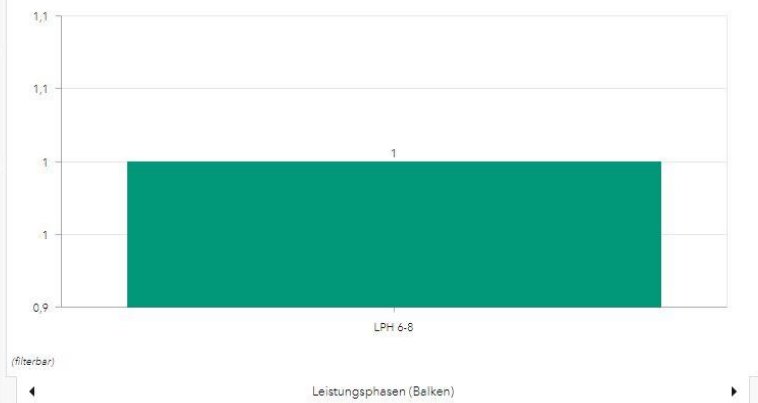 1,1
1,1
1
1
1
0,9
LPH 6-8
(filterbar)
Leistungsphasen (Balken)